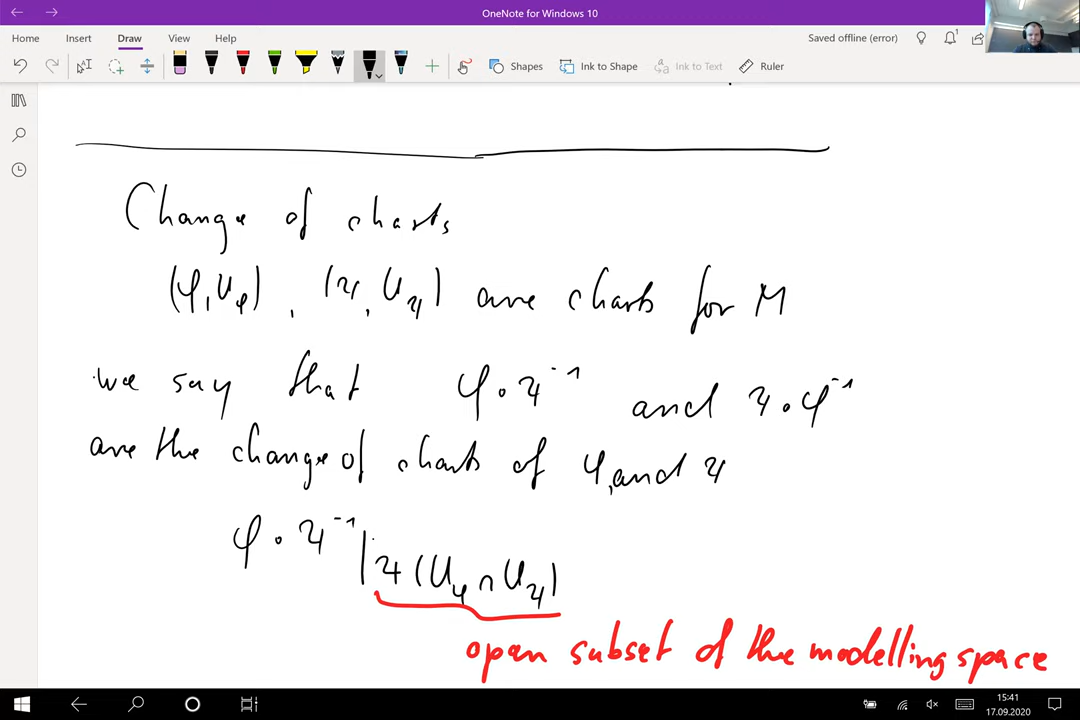 OneNote for Windows 10
Home Insert Draw View Help Saved offline (error)
Shapes Ink to Shape Ink to Text Ruler
Change of charts
(φ, U_φ), (ψ, U_ψ) are charts for M
we say that φ∘ψ⁻¹ and ψ∘φ⁻¹
are the change of charts of φ, and ψ
φ∘ψ⁻¹|ψ(U_φ ∩ U_ψ)
open subset of the modelling space
15:41
17.09.2020